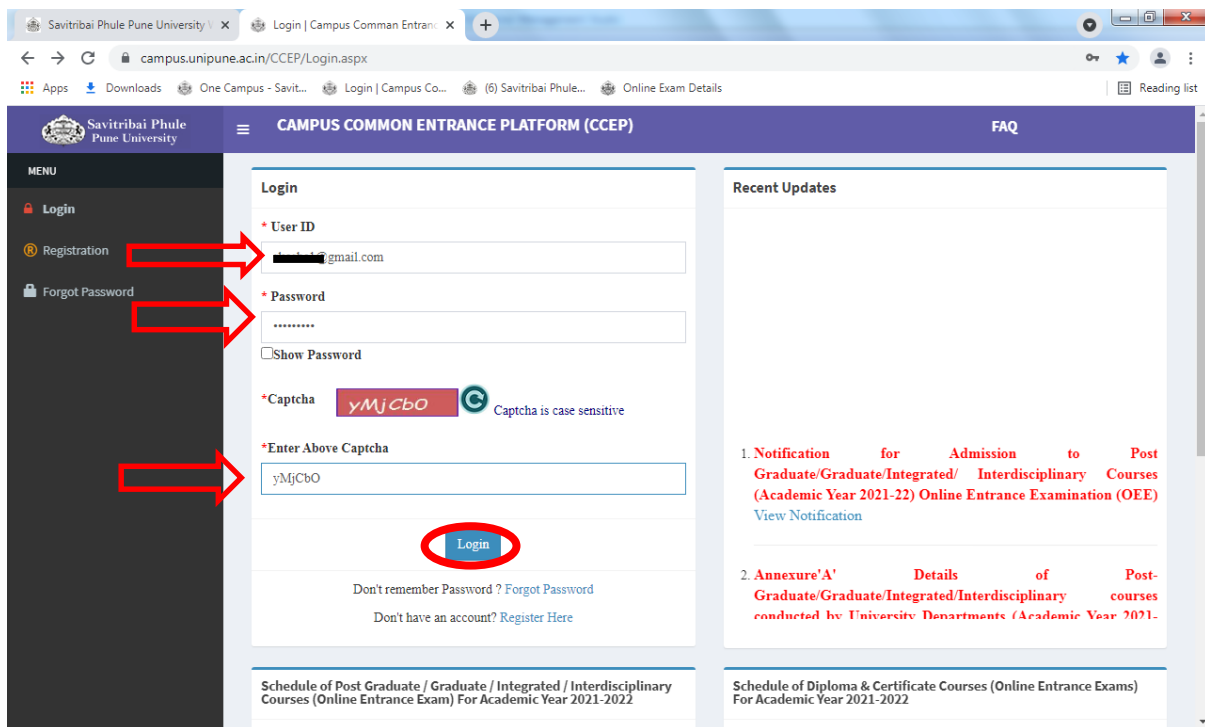 Savitribai Phule Pune University
Login | Campus Comman Entranc
campus.unipune.ac.in/CCEP/Login.aspx
Apps
Downloads
One Campus - Savit...
Login | Campus Co...
(6) Savitribai Phule...
Online Exam Details
Reading list
Savitribai Phule
Pune University
CAMPUS COMMON ENTRANCE PLATFORM (CCEP)
FAQ
MENU
Login
Registration
Forgot Password
Login
* User ID
@gmail.com
* Password
•••••••••
Show Password
*Captcha
yMjCbO
Captcha is case sensitive
*Enter Above Captcha
yMjCbO
Login
Don't remember Password ? Forgot Password
Don't have an account? Register Here
Recent Updates
1. Notification for Admission to Post
Graduate/Graduate/Integrated/ Interdisciplinary Courses
(Academic Year 2021-22) Online Entrance Examination (OEE)
View Notification
2. Annexure'A' Details of Post-
Graduate/Graduate/Integrated/Interdisciplinary courses
conducted by University Departments (Academic Year 2021-
Schedule of Post Graduate / Graduate / Integrated / Interdisciplinary
Courses (Online Entrance Exam) For Academic Year 2021-2022
Schedule of Diploma & Certificate Courses (Online Entrance Exams)
For Academic Year 2021-2022